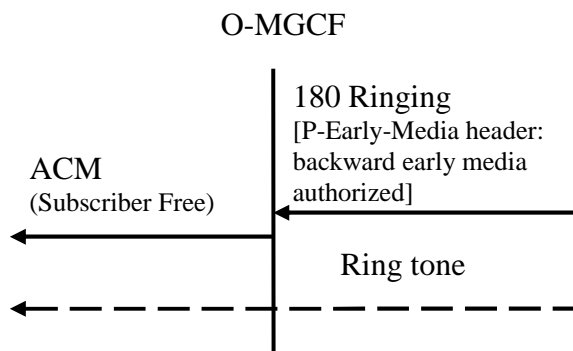 O-MGCF
180 Ringing
[P-Early-Media header:
backward early media
authorized]
ACM
(Subscriber Free)
Ring tone